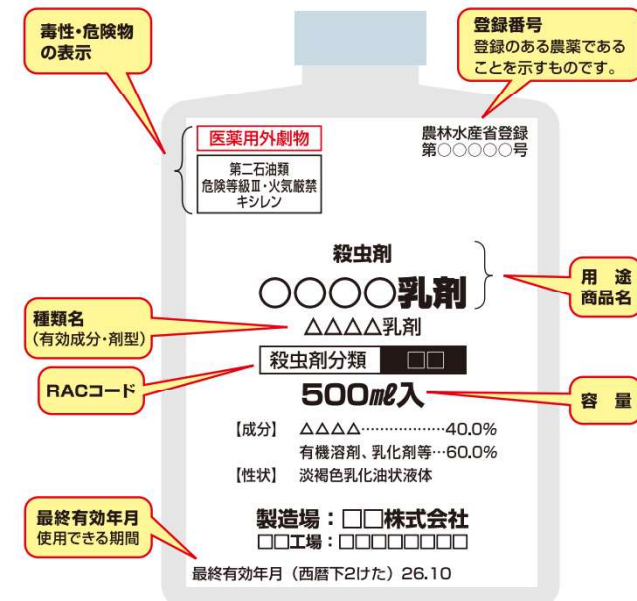 毒性・危険物
の表示
登録番号
登録のある農薬である
ことを示すものです。
医薬用外劇物
第二石油類
危険等級Ⅲ・火気厳禁
キシレン
農林水産省登録
第○○○○○号
殺虫剤
○○○○乳剤
用　途
商品名
種類名
(有効成分・剤型)
△△△△乳剤
RACコード
殺虫剤分類　□□
500㎖入
容　量
【成分】　△△△△………………40.0%
有機溶剤、乳化剤等…60.0%
【性状】　淡褐色乳化油状液体
最終有効年月
使用できる期間
製造場：□□株式会社
□□工場：□□□□□□□□
最終有効年月（西暦下2けた）26.10